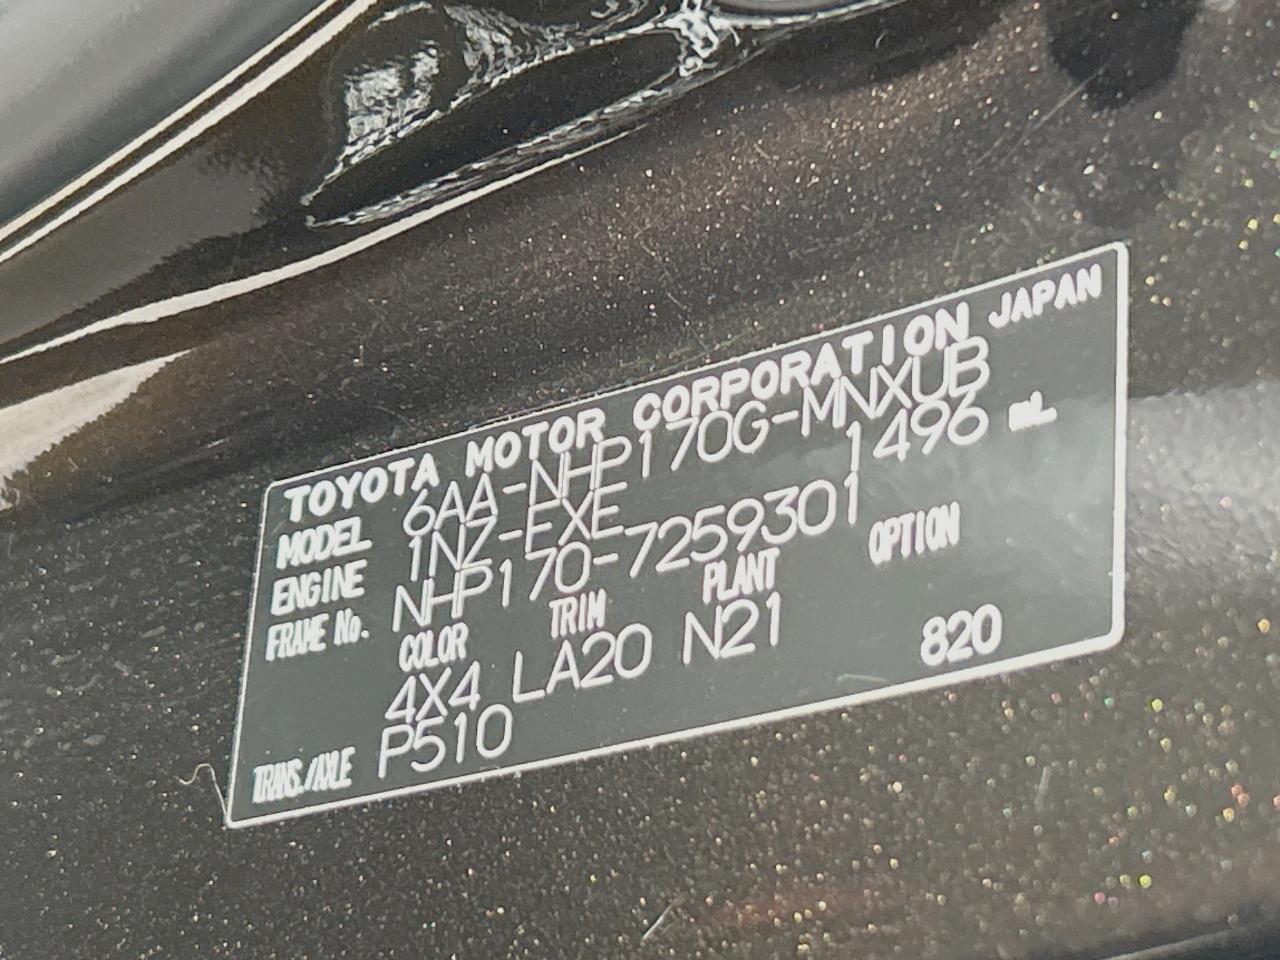 TOYOTA MOTOR CORPORATION JAPAN
MODEL 6AA-NHP170G-MNXUB
ENGINE 1NZ-FXE 1496 mL
FRAME No. NHP170-7259301
COLOR TRIM PLANT OPTION
4X4 LA20 N21 820
TRANS./AXLE P510